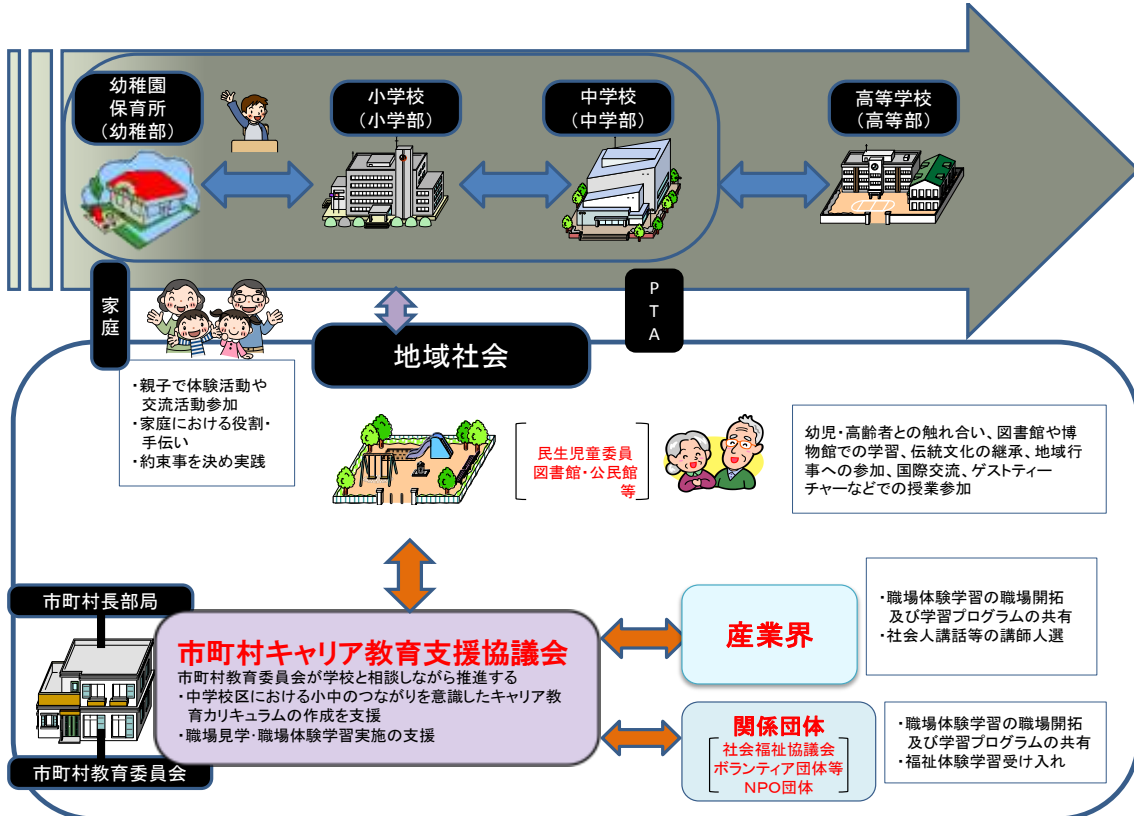 幼稚園
保育所
（幼稚部）
小学校
（小学部）
中学校
（中学部）
高等学校
（高等部）
家庭
PTA
地域社会
・親子で体験活動や
交流活動参加
・家庭における役割・
手伝い
・約束事を決め実践
民生児童委員
図書館・公民館
等
幼児・高齢者との触れ合い、図書館や博
物館での学習、伝統文化の継承、地域行
事への参加、国際交流、ゲストティー
チャーなどでの授業参加
市町村長部局
市町村教育委員会
市町村キャリア教育支援協議会
市町村教育委員会が学校と相談しながら推進する
・中学校区における小中のつながりを意識したキャリア教
育カリキュラムの作成を支援
・職場見学・職場体験学習実施の支援
産業界
・職場体験学習の職場開拓
及び学習プログラムの共有
・社会人講話等の講師人選
関係団体
社会福祉協議会
ボランティア団体等
NPO団体
・職場体験学習の職場開拓
及び学習プログラムの共有
・福祉体験学習受け入れ